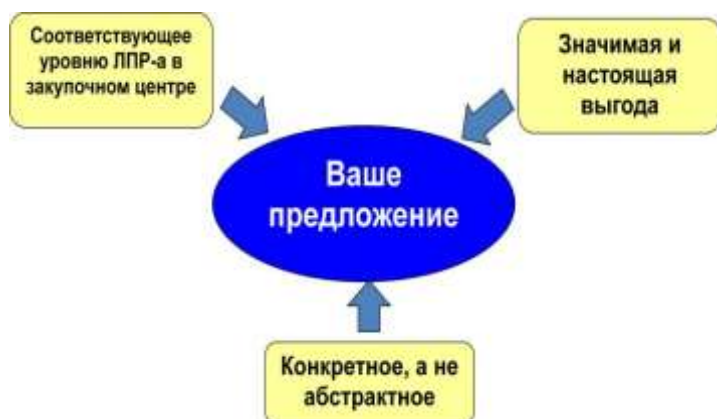 Соответствующее
уровню ЛПР-а в
закупочном центре
Значимая и
настоящая
выгода
Ваше
предложение
Конкретное, а не
абстрактное